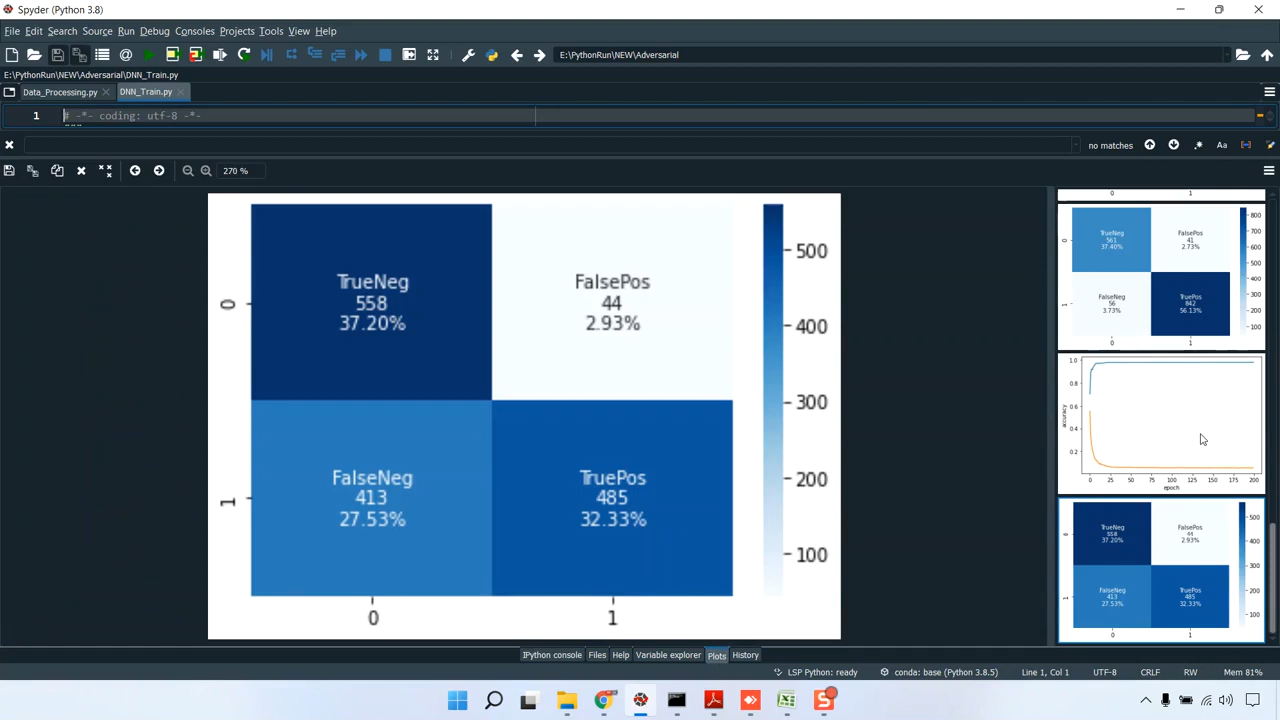 Spyder (Python 3.8)
File Edit Search Source Run Debug Consoles Projects Tools View Help
E:\PythonRun\NEW\Adversarial
E:\PythonRun\NEW\Adversarial\DNN_Train.py
Data_Processing.py DNN_Train.py
1 # -*- coding: utf-8 -*-
no matches Aa
270 %
TrueNeg
558
37.20%
FalsePos
44
2.93%
FalseNeg
413
27.53%
TruePos
485
32.33%
0
1
0 1
500
400
300
200
100
0 1
TrueNeg
561
37.40%
FalsePos
41
2.73%
FalseNeg
56
3.73%
TruePos
842
56.13%
0
1
0 1
800
700
600
500
400
300
200
100
1.0
0.8
0.6
0.4
0.2
accuracy
0 25 50 75 100 125 150 175 200
epoch
TrueNeg
558
37.20%
FalsePos
44
2.93%
FalseNeg
413
27.53%
TruePos
485
32.33%
0
1
0 1
500
400
300
200
100
IPython console Files Help Variable explorer Plots History
LSP Python: ready conda: base (Python 3.8.5) Line 1, Col 1 UTF-8 CRLF RW Mem 81%